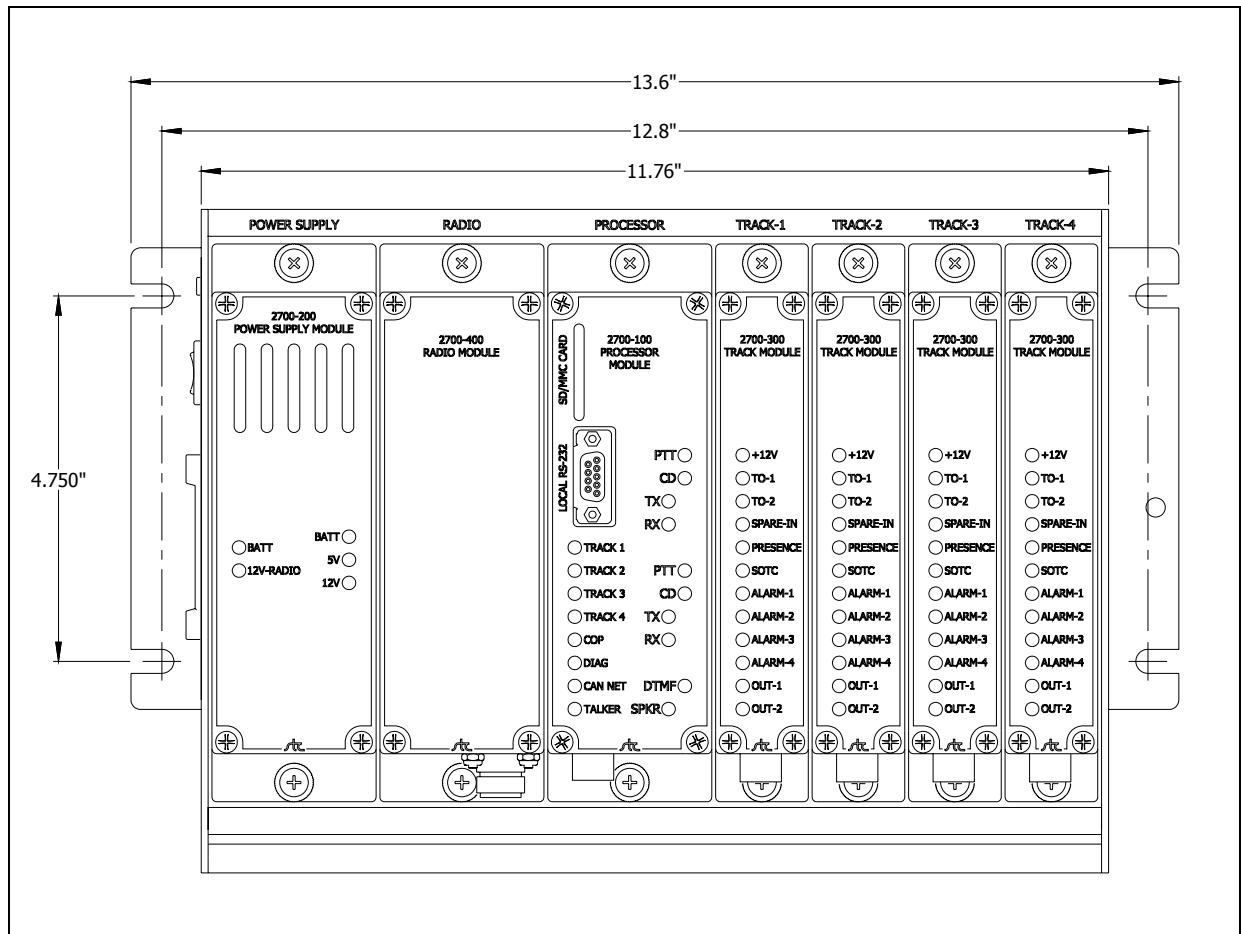 13.6"
12.8"
11.76"
4.750"
POWER SUPPLY
RADIO
PROCESSOR
TRACK-1
TRACK-2
TRACK-3
TRACK-4
2700-200
POWER SUPPLY MODULE
BATT
12V-RADIO
BATT
5V
12V
2700-400
RADIO MODULE
SD/MMC CARD
2700-100
PROCESSOR
MODULE
LOCAL RS-232
PTT
CD
TX
RX
TRACK 1
TRACK 2
TRACK 3
TRACK 4
COP
DIAG
CAN NET
TALKER
PTT
CD
TX
RX
DTMF
SPKR
2700-300
TRACK MODULE
+12V
TO-1
TO-2
SPARE-IN
PRESENCE
SOTC
ALARM-1
ALARM-2
ALARM-3
ALARM-4
OUT-1
OUT-2
2700-300
TRACK MODULE
+12V
TO-1
TO-2
SPARE-IN
PRESENCE
SOTC
ALARM-1
ALARM-2
ALARM-3
ALARM-4
OUT-1
OUT-2
2700-300
TRACK MODULE
+12V
TO-1
TO-2
SPARE-IN
PRESENCE
SOTC
ALARM-1
ALARM-2
ALARM-3
ALARM-4
OUT-1
OUT-2
2700-300
TRACK MODULE
+12V
TO-1
TO-2
SPARE-IN
PRESENCE
SOTC
ALARM-1
ALARM-2
ALARM-3
ALARM-4
OUT-1
OUT-2